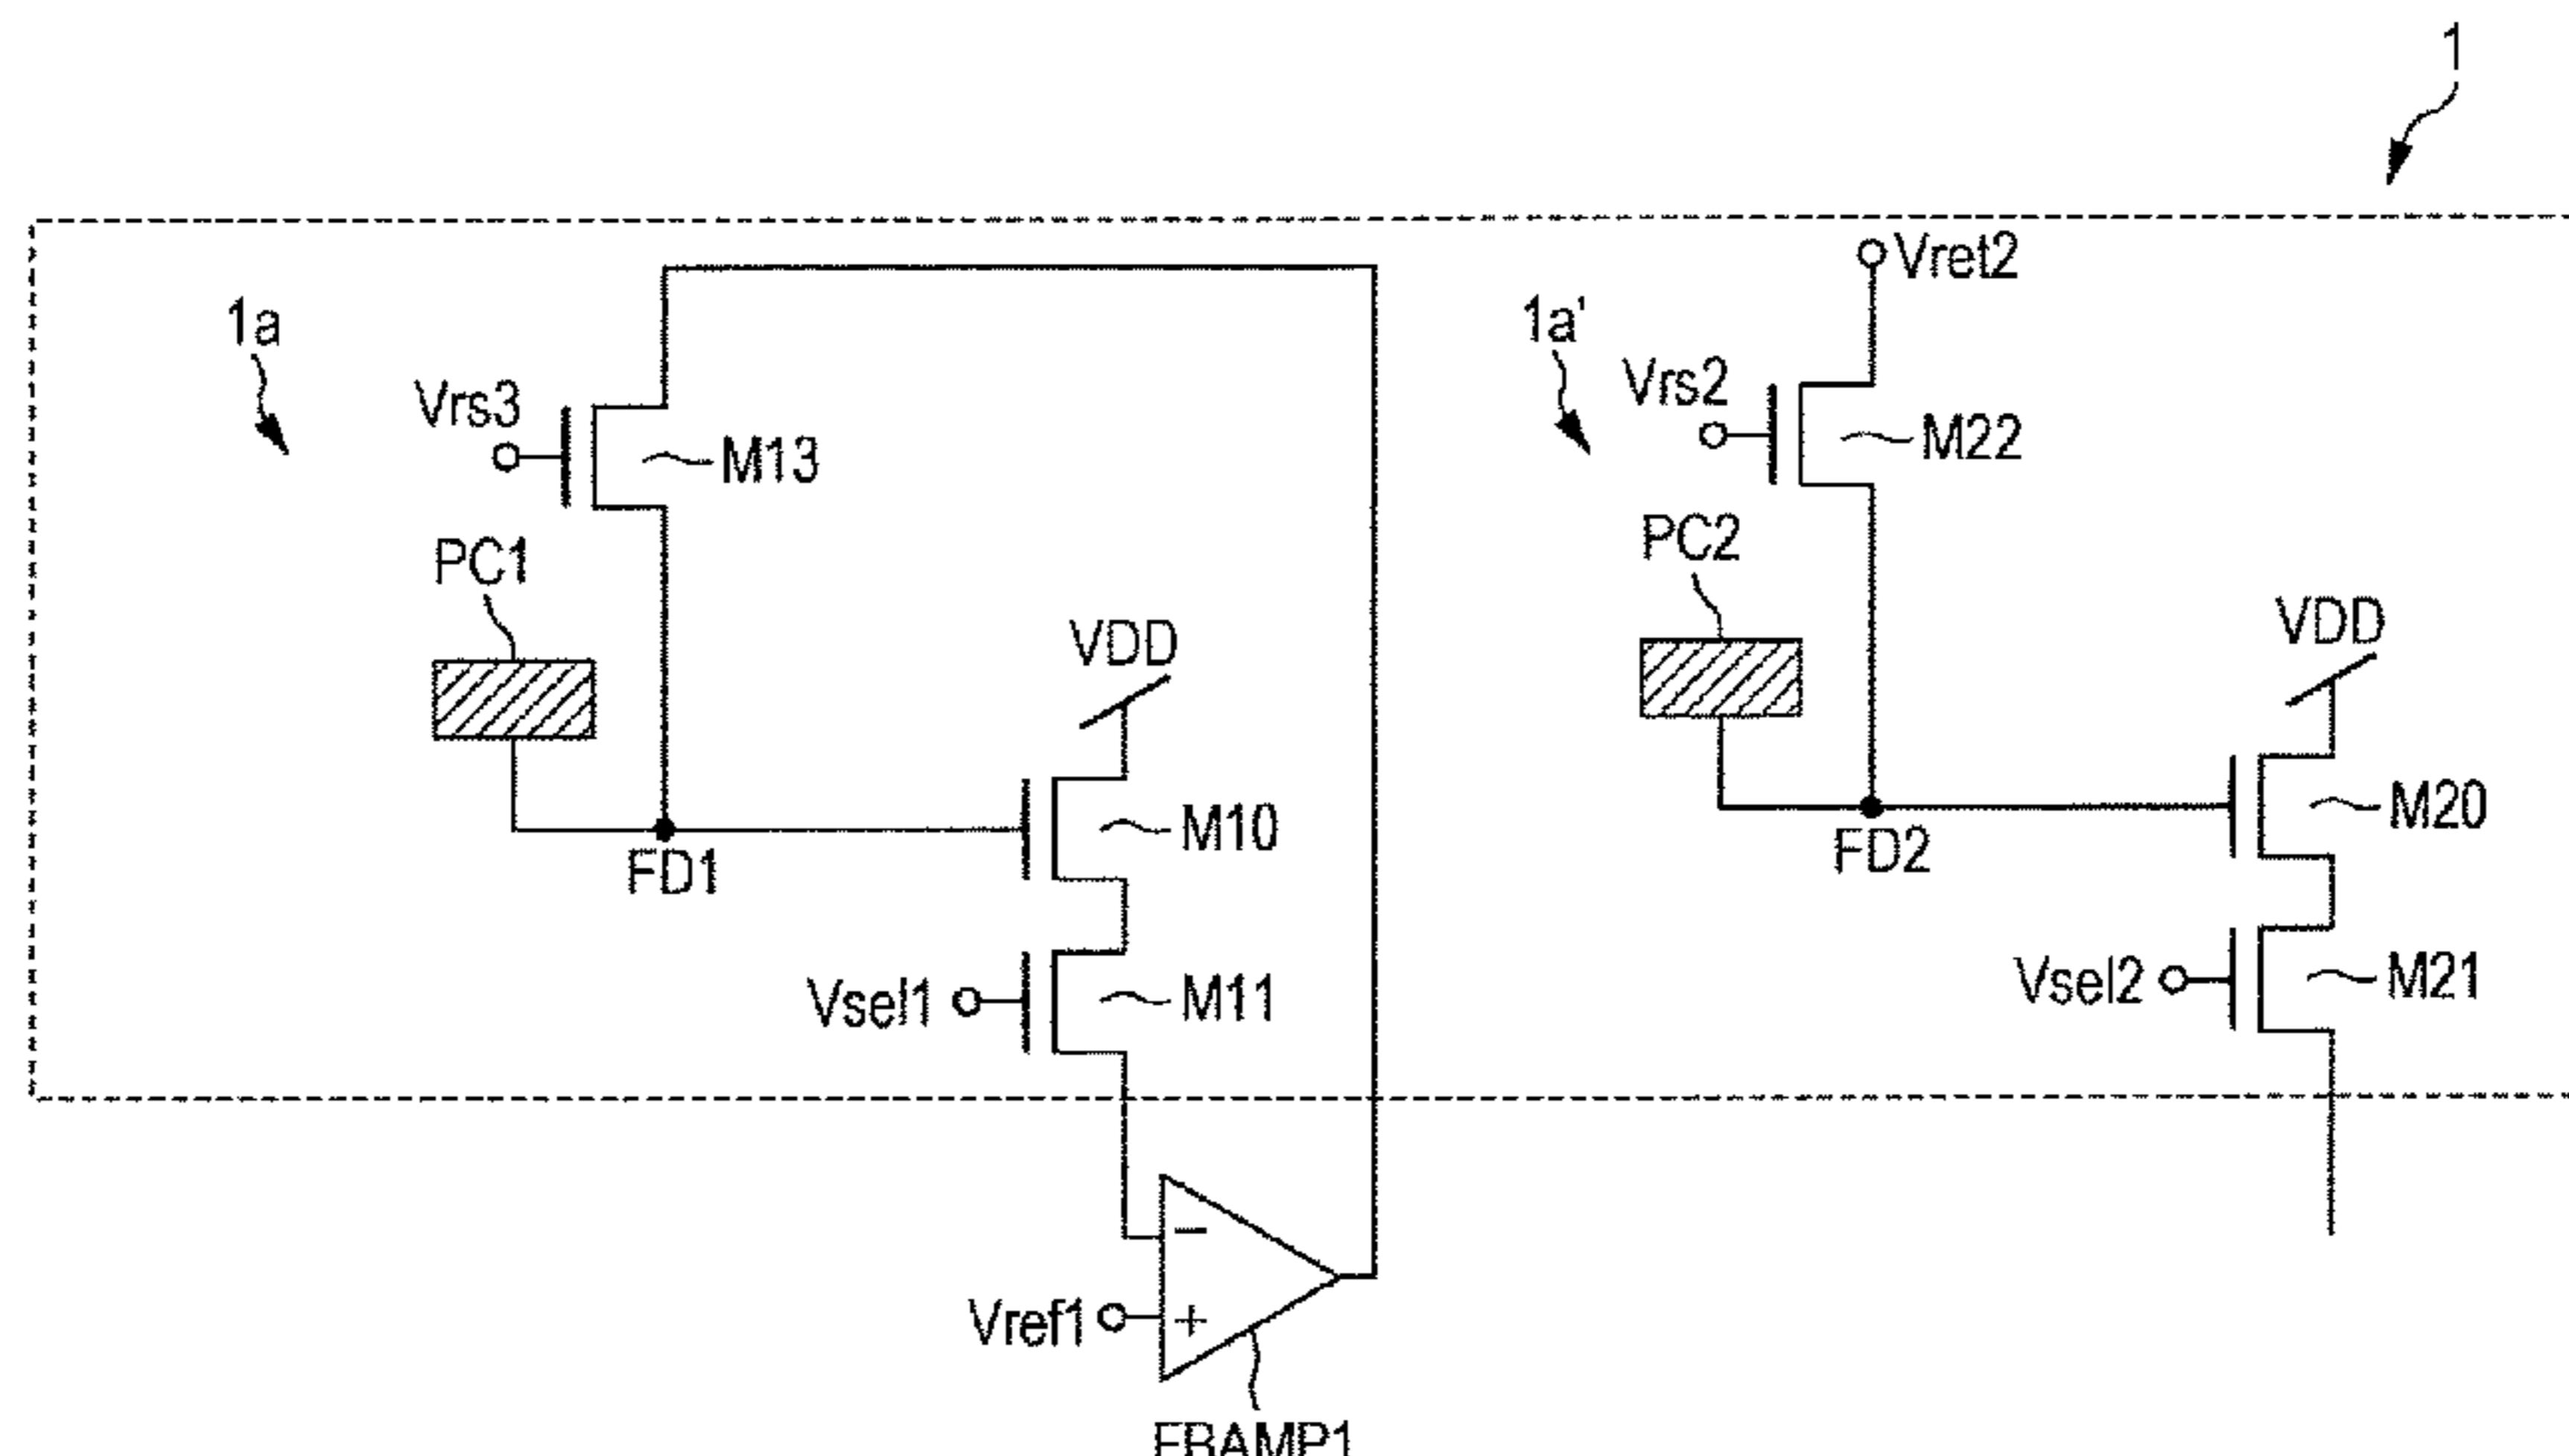 1
Vret2
1a
1a'
Vrs3
Vrs2
M13
M22
PC1
PC2
VDD
VDD
M10
M20
FD1
FD2
Vsel1
M11
Vsel2
M21
−
Vref1
+
FBAMP1